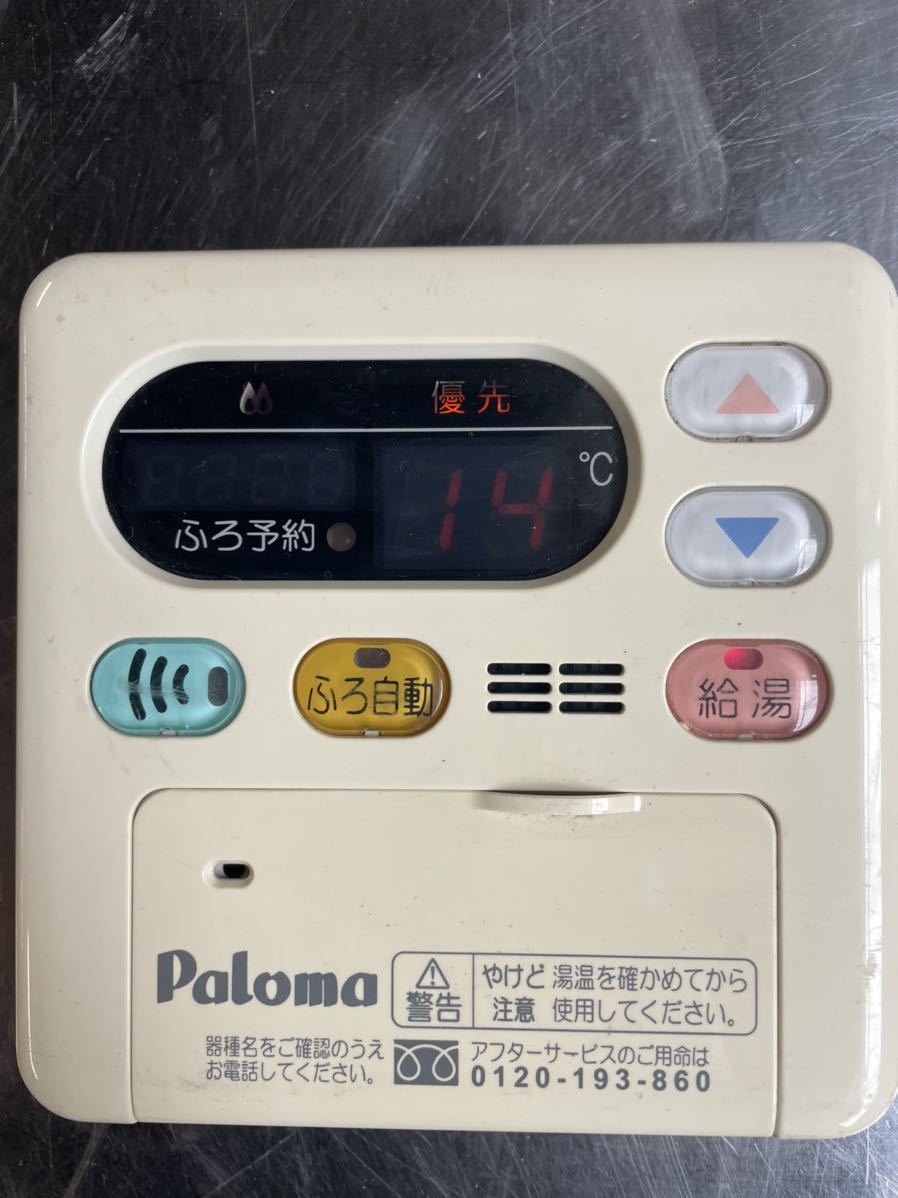 優先
14 ℃
ふろ予約
ふろ自動
給湯
Paloma
警告
やけど注意
湯温を確かめてから使用してください。
器種名をご確認のうえ
お電話してください。
アフターサービスのご用命は
0120-193-860